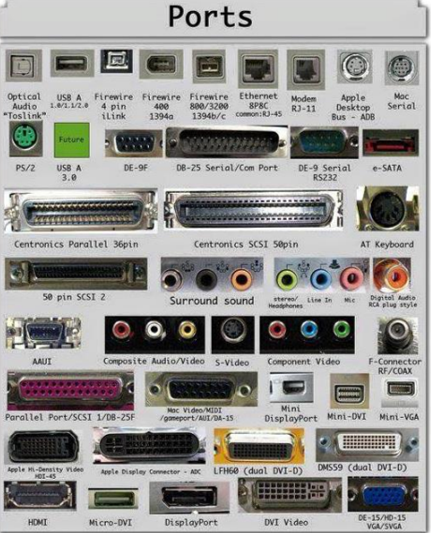 Ports
Optical
Audio
"Toslink"
USB A
1.0/1.1/2.0
Firewire
4 pin
iLink
Firewire
400
1394a
Firewire
800/3200
1394b/c
Ethernet
8P8C
common:RJ-45
Modem
RJ-11
Apple
Desktop
Bus - ADB
Mac
Serial
PS/2
Future
USB A
3.0
DE-9F
DB-25 Serial/Com Port
DE-9 Serial
RS232
e-SATA
Centronics Parallel 36pin
Centronics SCSI 50pin
AT Keyboard
50 pin SCSI 2
Surround sound
stereo/
Headphones
Line In
Mic
Digital Audio
RCA plug style
AAUI
Composite Audio/Video
S-Video
Component Video
F-Connector
RF/COAX
Parallel Port/SCSI 1/DB-25F
Mac Video/MIDI
/gameport/AUI/DA-15
Mini
DisplayPort
Mini-DVI
Mini-VGA
Apple Hi-Density Video
HDI-45
Apple Display Connector - ADC
LFH60 (dual DVI-D)
DMS59 (dual DVI-D)
HDMI
Micro-DVI
DisplayPort
DVI Video
DE-15/HD-15
VGA/SVGA